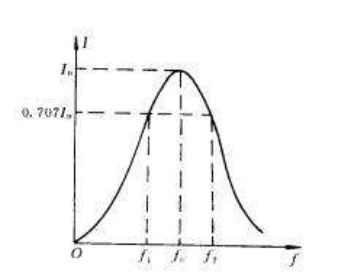 I
I₀
0.707I₀
O f₁ f₀ f₂ f